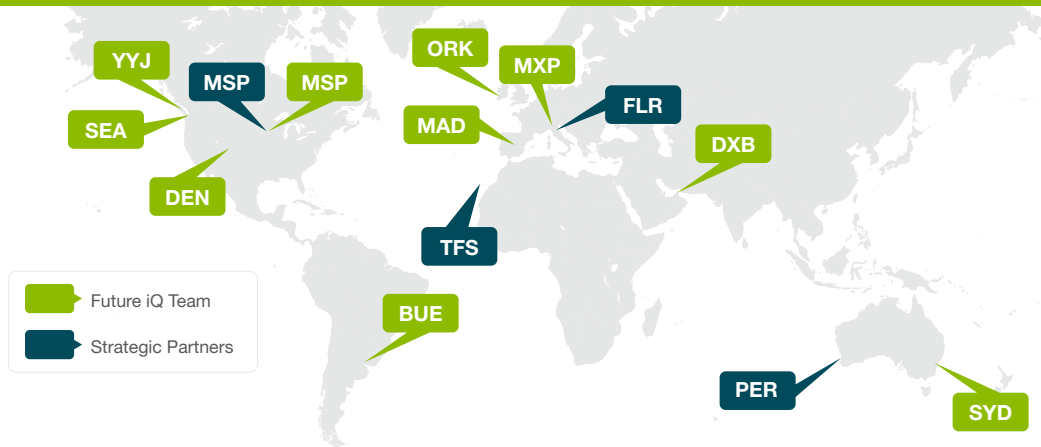 YYJ
MSP
MSP
ORK
MXP
FLR
SEA
MAD
DXB
DEN
TFS
BUE
Future iQ Team
Strategic Partners
PER
SYD